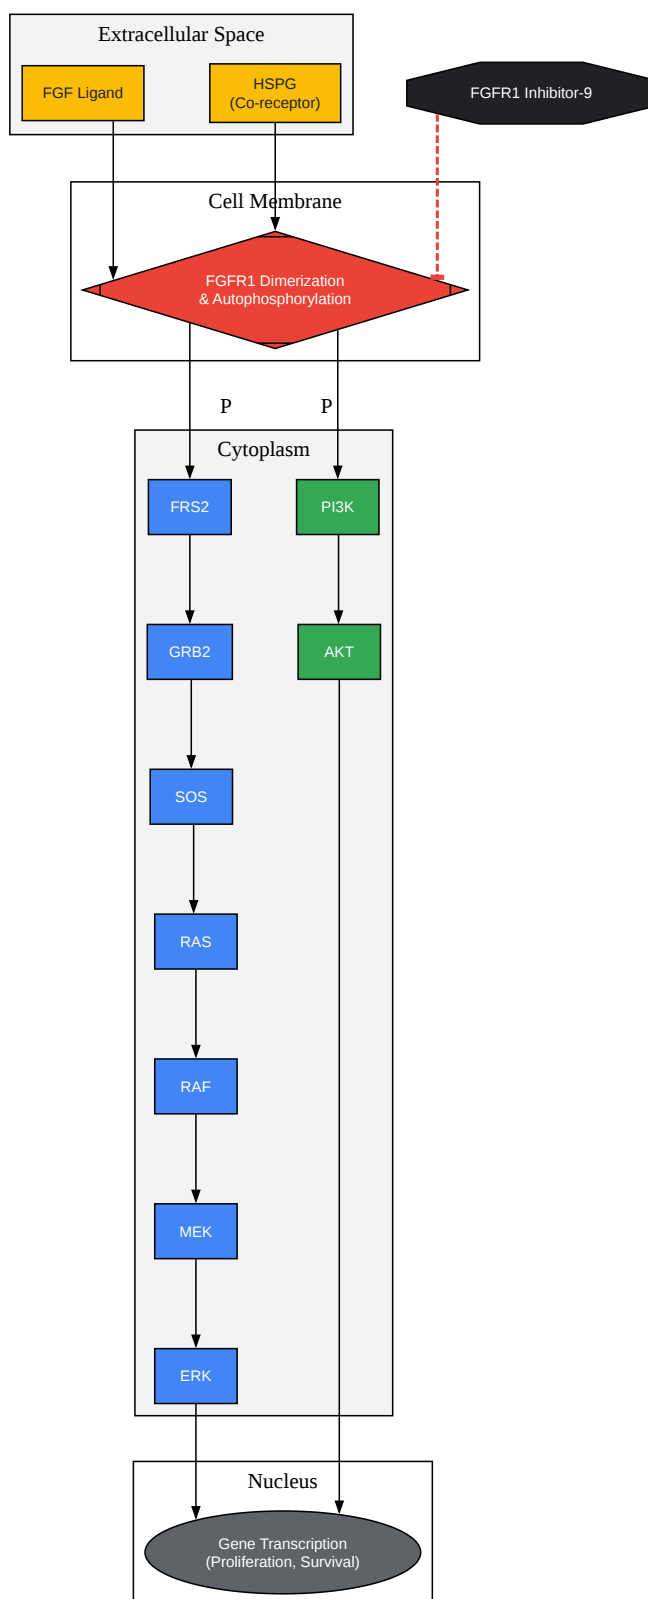 Extracellular Space
FGF Ligand
HSPG
(Co-receptor)
FGFR1 Inhibitor-9
Cell Membrane
FGFR1 Dimerization
& Autophosphorylation
P
P
Cytoplasm
FRS2
PI3K
GRB2
AKT
SOS
RAS
RAF
MEK
ERK
Nucleus
Gene Transcription
(Proliferation, Survival)